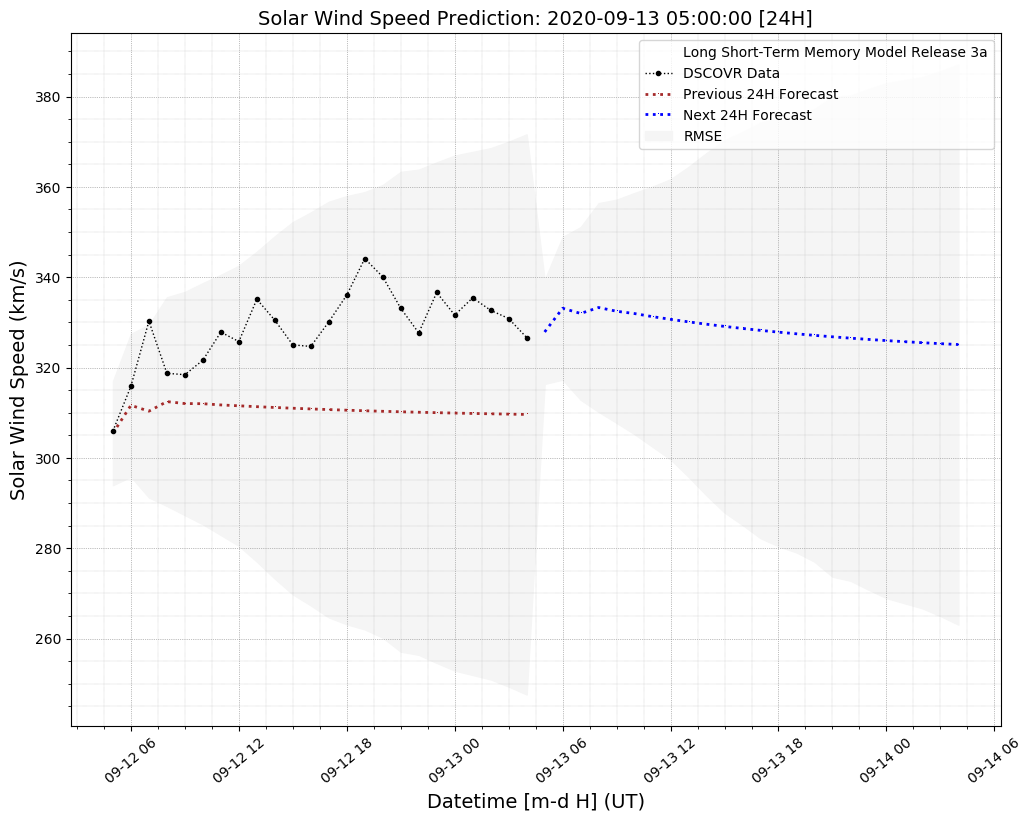 Solar Wind Speed Prediction: 2020-09-13 05:00:00 [24H]
Long Short-Term Memory Model Release 3a
DSCOVR Data
Previous 24H Forecast
Next 24H Forecast
RMSE
Solar Wind Speed (km/s)
380
360
340
320
300
280
260
09-12 06
09-12 12
09-12 18
09-13 00
09-13 06
09-13 12
09-13 18
09-14 00
09-14 06
Datetime [m-d H] (UT)